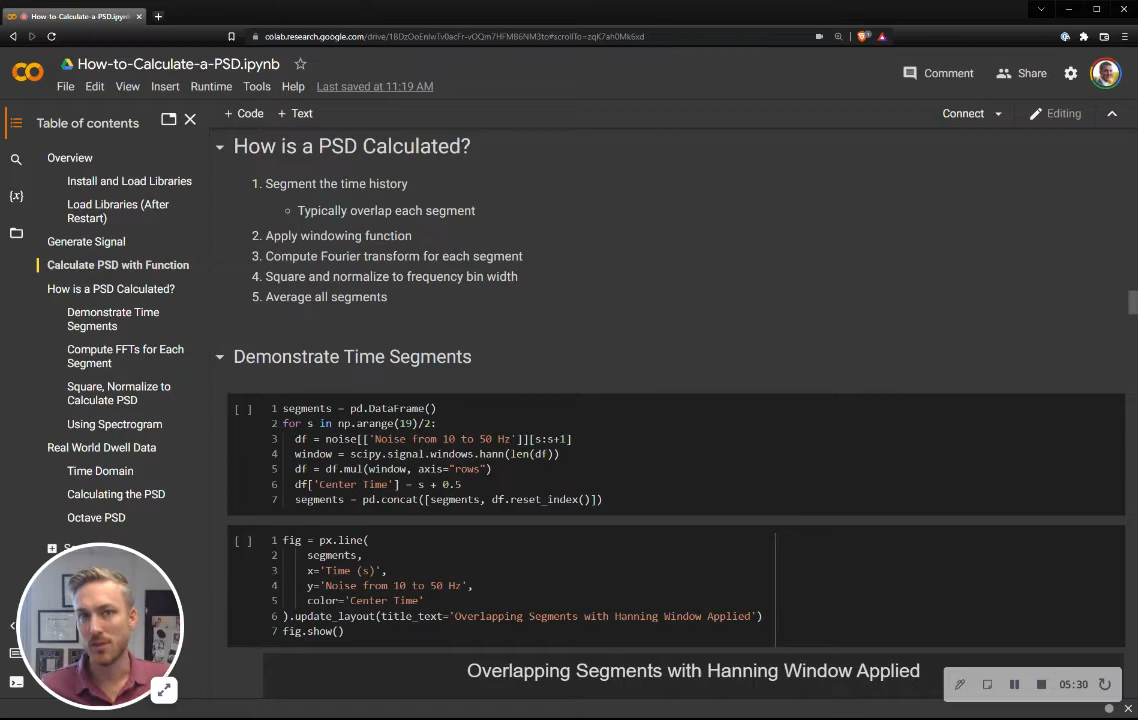 How-to-Calculate-a-PSD.ipynb
colab.research.google.com/drive/1BDzOoEnIwTv0acFr-vOQm7HFMB6NM3to#scrollTo=zqK7ah0Mk6xd
How-to-Calculate-a-PSD.ipynb
Comment
Share
File Edit View Insert Runtime Tools Help Last saved at 11:19 AM
Table of contents
+ Code + Text
Connect
Editing
Overview
Install and Load Libraries
Load Libraries (After
Restart)
Generate Signal
Calculate PSD with Function
How is a PSD Calculated?
Demonstrate Time
Segments
Compute FFTs for Each
Segment
Square, Normalize to
Calculate PSD
Using Spectrogram
Real World Dwell Data
Time Domain
Calculating the PSD
Octave PSD
{x}
How is a PSD Calculated?
1. Segment the time history
Typically overlap each segment
2. Apply windowing function
3. Compute Fourier transform for each segment
4. Square and normalize to frequency bin width
5. Average all segments
Demonstrate Time Segments
[ ] 1 segments = pd.DataFrame()
2 for s in np.arange(19)/2:
3 df = noise[['Noise from 10 to 50 Hz']][s:s+1]
4 window = scipy.signal.windows.hann(len(df))
5 df = df.mul(window, axis="rows")
6 df['Center Time'] = s + 0.5
7 segments = pd.concat([segments, df.reset_index()])
[ ] 1 fig = px.line(
2 segments,
3 x='Time (s)',
4 y='Noise from 10 to 50 Hz',
5 color='Center Time'
6 ).update_layout(title_text='Overlapping Segments with Hanning Window Applied')
7 fig.show()
Overlapping Segments with Hanning Window Applied
05:30